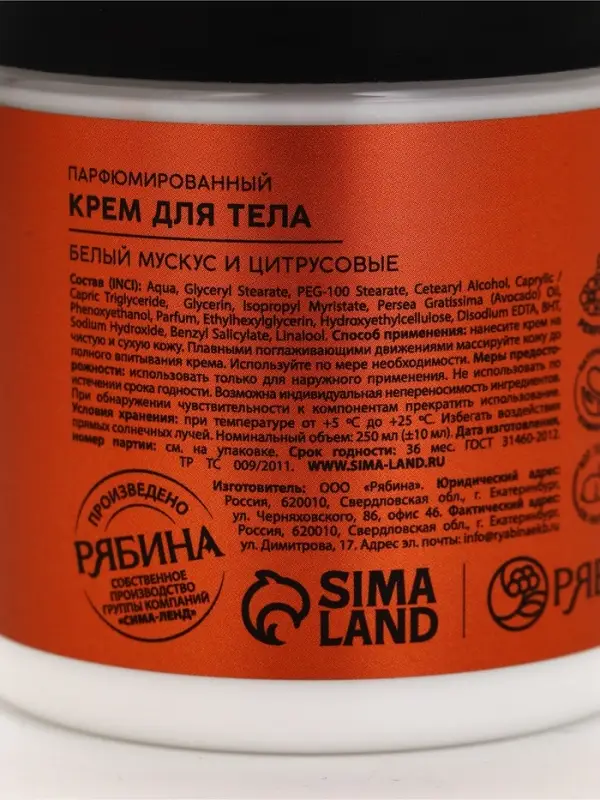 ПАРФЮМИРОВАННЫЙ
КРЕМ ДЛЯ ТЕЛА
БЕЛЫЙ МУСКУС И ЦИТРУСОВЫЕ
Состав (INCI): Aqua, Glyceryl Stearate, PEG-100 Stearate, Cetearyl Alcohol, Caprylic /
Capric Triglyceride, Glycerin, Isopropyl Myristate, Persea Gratissima (Avocado) Oil,
Phenoxyethanol, Parfum, Ethylhexylglycerin, Hydroxyethylcellulose, Disodium EDTA, BHT,
Sodium Hydroxide, Benzyl Salicylate, Linalool. Способ применения: нанесите крем на
чистую и сухую кожу. Плавными поглаживающими движениями массируйте кожу до
полного впитывания крема. Используйте по мере необходимости. Меры предосто-
рожности: использовать только для наружного применения. Не использовать по
истечении срока годности. Возможна индивидуальная непереносимость ингредиентов.
При обнаружении чувствительности к компонентам прекратить использование.
Условия хранения: при температуре от +5 ºC до +25 ºC. Избегать воздействия
прямых солнечных лучей. Номинальный объем: 250 мл (±10 мл). Дата изготовления,
номер партии: см. на упаковке. Срок годности: 36 мес. ГОСТ 31460-2012.
ТР ТС 009/2011. WWW.SIMA-LAND.RU
Изготовитель: ООО «Рябина». Юридический адрес:
Россия, 620010, Свердловская обл., г. Екатеринбург,
ул. Черняховского, 86, офис 46. Фактический адрес:
Россия, 620010, Свердловская обл., г. Екатеринбург,
ул. Димитрова, 17. Адрес эл. почты: info@ryabinaekb.ru
ПРОИЗВЕДЕНО
РЯБИНА
СОБСТВЕННОЕ
ПРОИЗВОДСТВО
ГРУППЫ КОМПАНИЙ
«СИМА-ЛЕНД»
SIMA
LAND